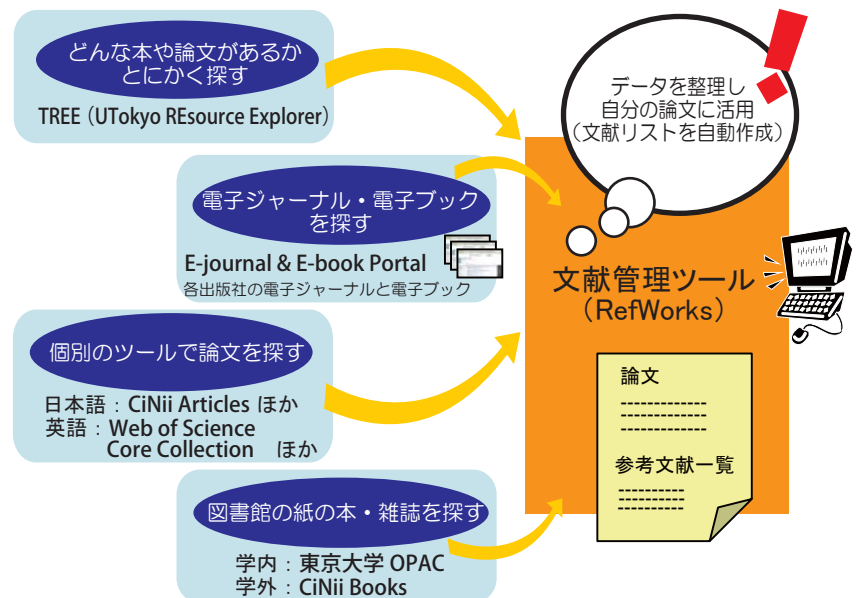 どんな本や論文があるか
とにかく探す
TREE（UTokyo REsource Explorer）
電子ジャーナル・電子ブック
を探す
E-journal & E-book Portal
各出版社の電子ジャーナルと電子ブック
個別のツールで論文を探す
日本語：CiNii Articles ほか
英語：Web of Science
Core Collection　ほか
図書館の紙の本・雑誌を探す
学内：東京大学 OPAC
学外：CiNii Books
データを整理し
自分の論文に活用
（文献リストを自動作成）
文献管理ツール
（RefWorks）
論文
参考文献一覧